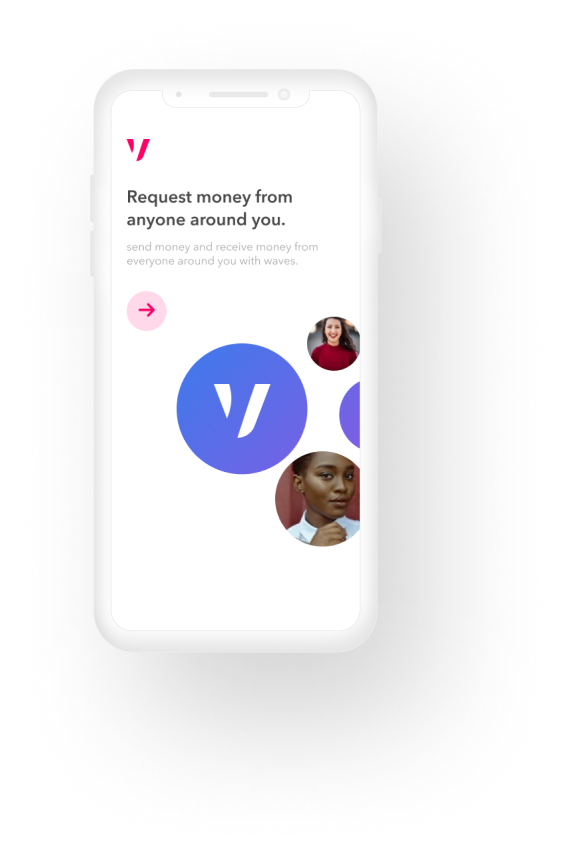 Request money from
anyone around you.
send money and receive money from
everyone around you with waves.